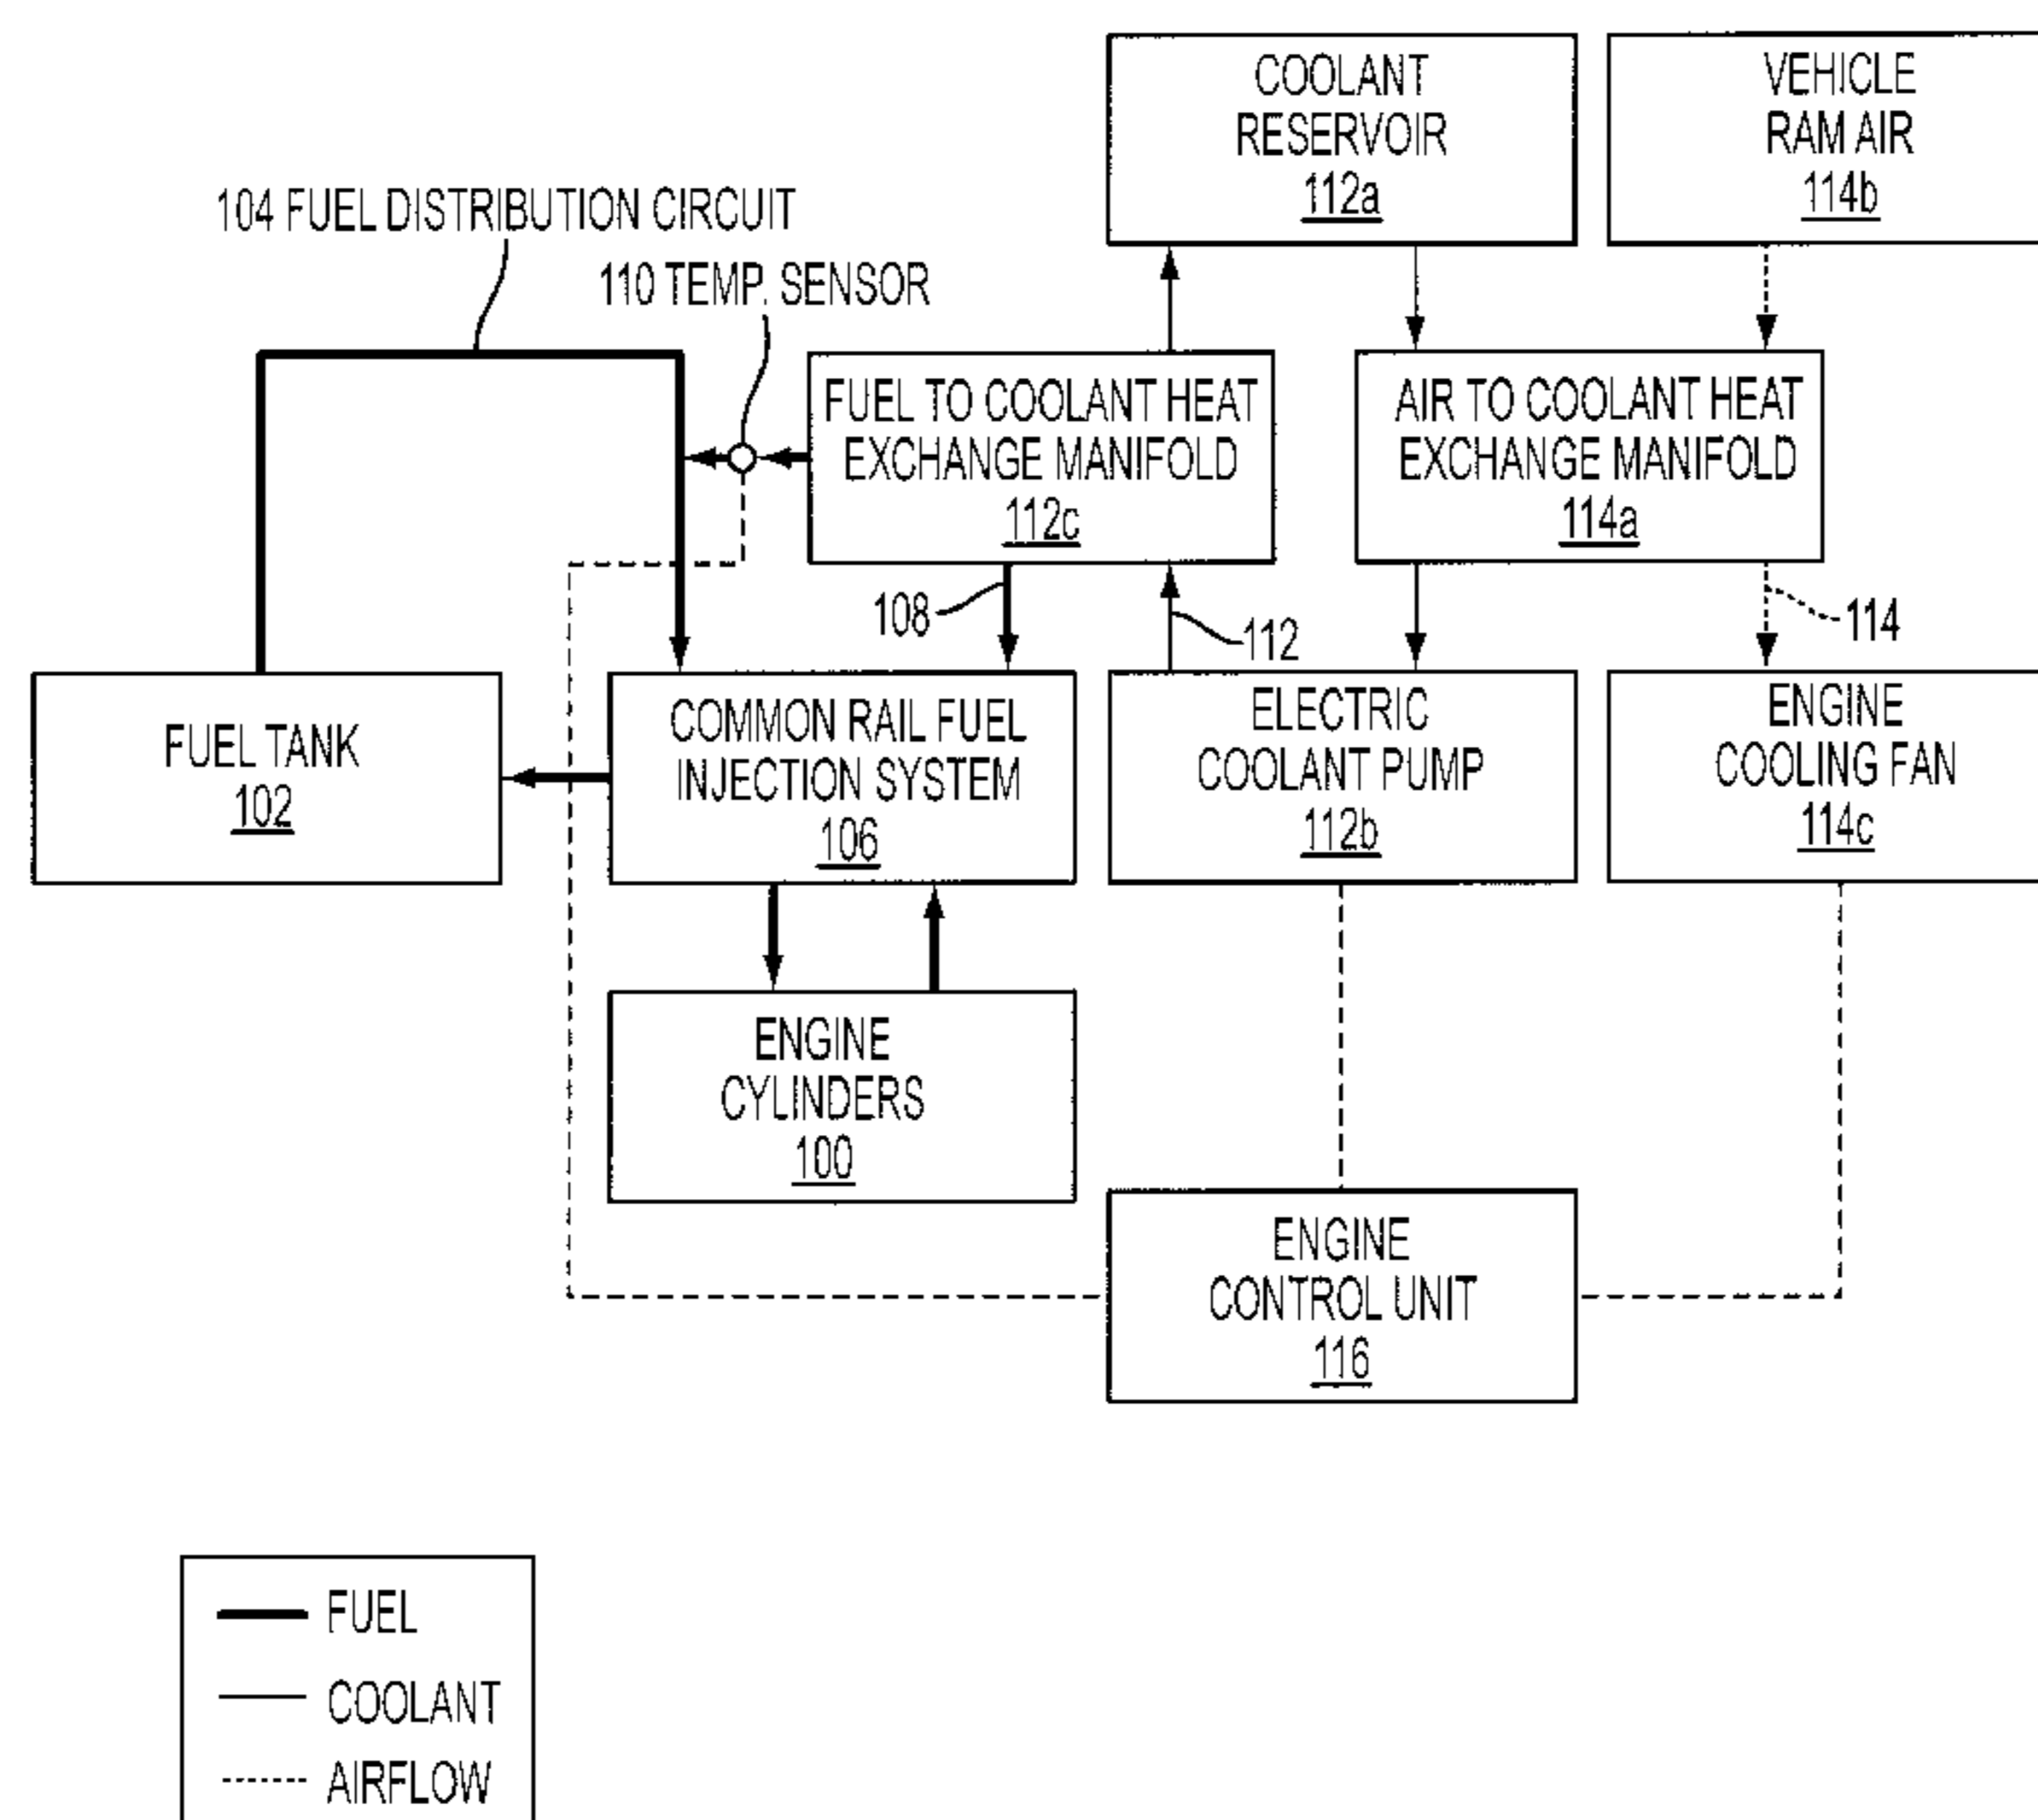 COOLANT
RESERVOIR
112a
VEHICLE
RAM AIR
114b
104 FUEL DISTRIBUTION CIRCUIT
110 TEMP. SENSOR
FUEL TO COOLANT HEAT
EXCHANGE MANIFOLD
112c
AIR TO COOLANT HEAT
EXCHANGE MANIFOLD
114a
108
112
114
FUEL TANK
102
COMMON RAIL FUEL
INJECTION SYSTEM
106
ELECTRIC
COOLANT PUMP
112b
ENGINE
COOLING FAN
114c
ENGINE
CYLINDERS
100
ENGINE
CONTROL UNIT
116
FUEL
COOLANT
AIRFLOW